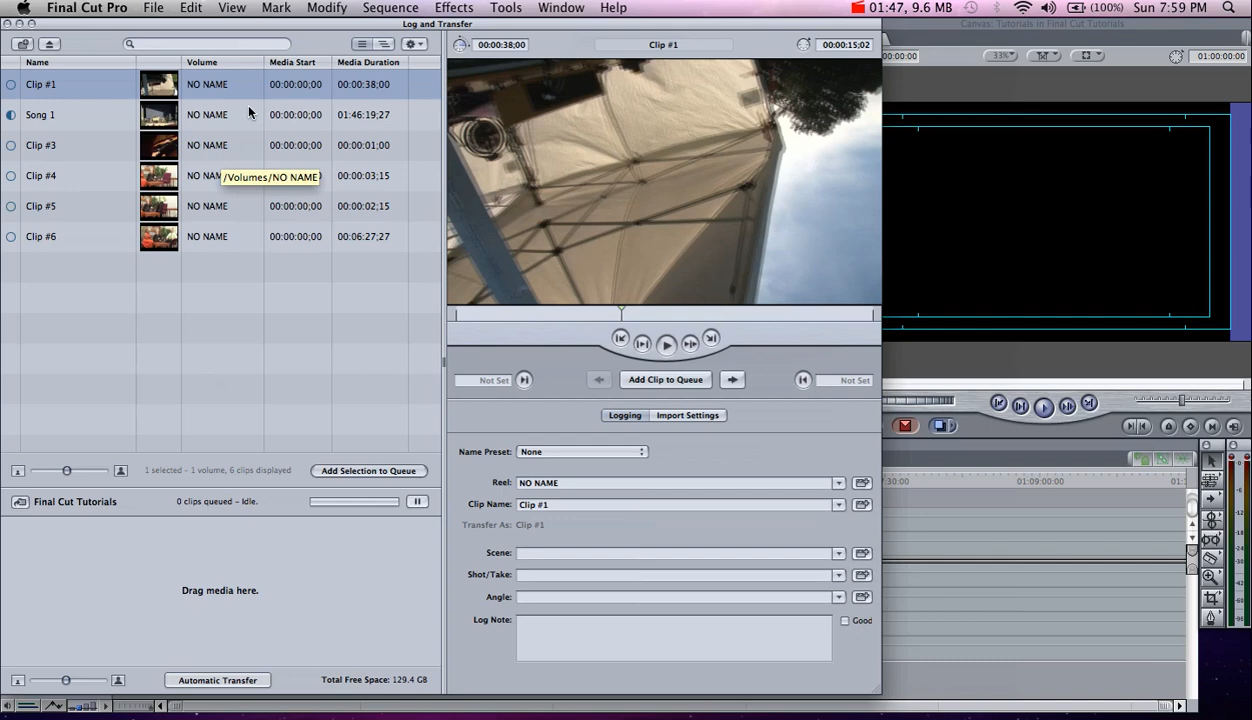 Final Cut Pro File Edit View Mark Modify Sequence Effects Tools Window Help 01:47, 9.6 MB (100%) Sun 7:59 PM
Log and Transfer
Canvas: Tutorials in Final Cut Tutorials
00:00:38;00 Clip #1 00:00:15;02
00:00:00 33% 01:00:00:00
Name Volume Media Start Media Duration
Clip #1 NO NAME 00:00:00;00 00:00:38;00
Song 1 NO NAME 00:00:00;00 01:46:19;27
Clip #3 NO NAME 00:00:00;00 00:00:01;00
Clip #4 NO NAM 00:00:00;00 00:00:03;15
/Volumes/NO NAME
Clip #5 NO NAME 00:00:00;00 00:00:02;15
Clip #6 NO NAME 00:00:00;00 00:06:27;27
Not Set Add Clip to Queue Not Set
Logging Import Settings
Name Preset: None
1 selected - 1 volume, 6 clips displayed Add Selection to Queue
Reel: NO NAME
7:30:00 01:09:00:00
Final Cut Tutorials 0 clips queued - Idle.
Clip Name: Clip #1
Transfer As: Clip #1
Scene:
Shot/Take:
Drag media here.
Angle:
Log Note: Good
Automatic Transfer Total Free Space: 129.4 GB